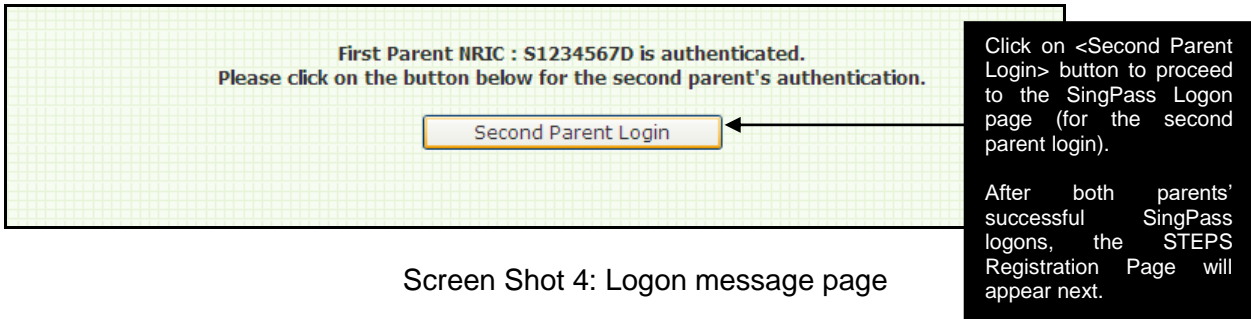 First Parent NRIC : S1234567D is authenticated.
Please click on the button below for the second parent's authentication.
Second Parent Login
Click on <Second Parent
Login> button to proceed
to the SingPass Logon
page (for the second
parent login).
After both parents’
successful SingPass
logons, the STEPS
Registration Page will
appear next.
Screen Shot 4: Logon message page